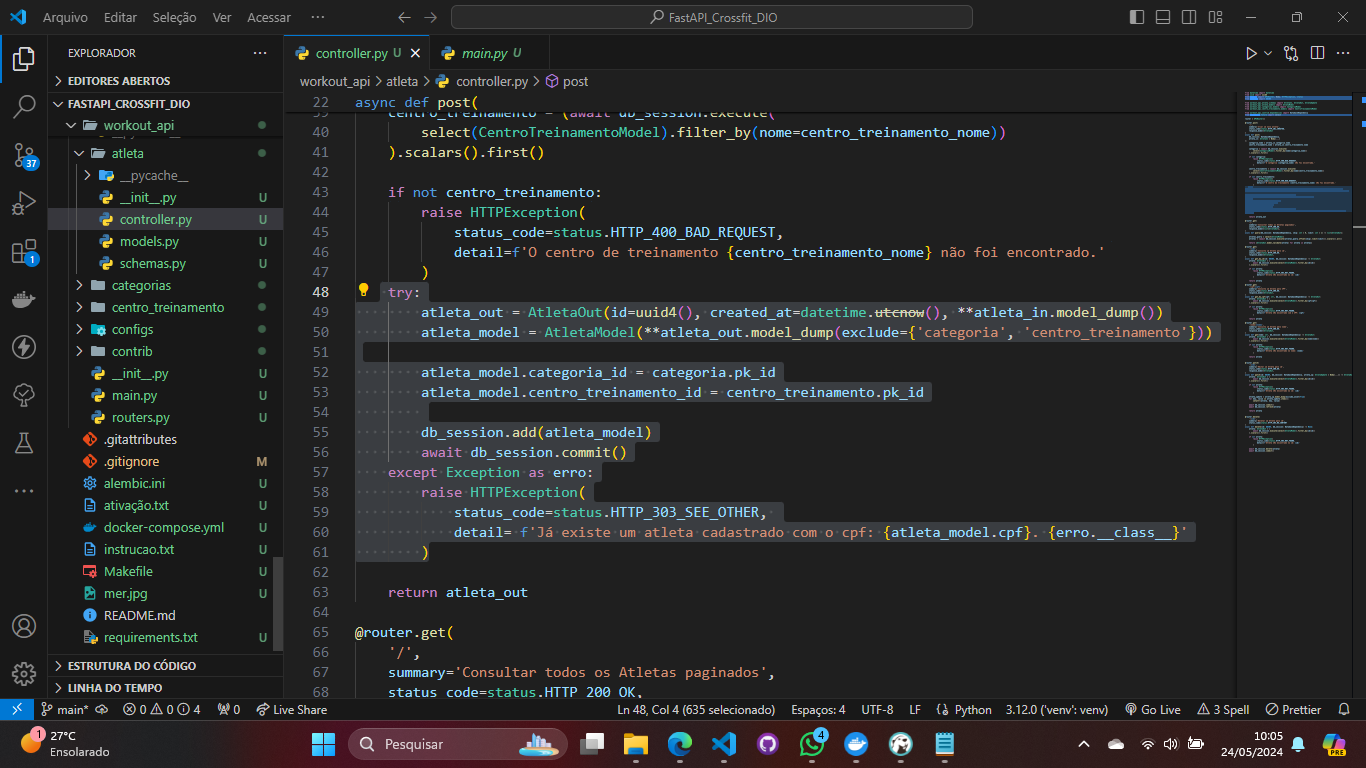 Arquivo Editar Seleção Ver Acessar ···
FastAPI_Crossfit_DIO
EXPLORADOR ···
EDITORES ABERTOS
FASTAPI_CROSSFIT_DIO
workout_api
atleta
__pycache__
__init__.py U
controller.py U
models.py U
schemas.py U
categorias
centro_treinamento
configs
contrib
__init__.py U
main.py U
routers.py U
.gitattributes
.gitignore M
alembic.ini U
ativação.txt U
docker-compose.yml U
instrucao.txt U
Makefile U
mer.jpg U
README.md
requirements.txt U
ESTRUTURA DO CÓDIGO
LINHA DO TEMPO
37
1
controller.py U
main.py U
workout_api > atleta > controller.py > post
22 async def post(
39 centro_treinamento = (await db_session.execute(
40 select(CentroTreinamentoModel).filter_by(nome=centro_treinamento_nome))
41 ).scalars().first()
42
43 if not centro_treinamento:
44 raise HTTPException(
45 status_code=status.HTTP_400_BAD_REQUEST,
46 detail=f'O centro de treinamento {centro_treinamento_nome} não foi encontrado.'
47 )
48 try:
49 atleta_out = AtletaOut(id=uuid4(), created_at=datetime.utcnow(), **atleta_in.model_dump())
50 atleta_model = AtletaModel(**atleta_out.model_dump(exclude={'categoria', 'centro_treinamento'}))
51
52 atleta_model.categoria_id = categoria.pk_id
53 atleta_model.centro_treinamento_id = centro_treinamento.pk_id
54
55 db_session.add(atleta_model)
56 await db_session.commit()
57 except Exception as erro:
58 raise HTTPException(
59 status_code=status.HTTP_303_SEE_OTHER,
60 detail= f'Já existe um atleta cadastrado com o cpf: {atleta_model.cpf}. {erro.__class__}'
61 )
62
63 return atleta_out
64
65 @router.get(
66 '/',
67 summary='Consultar todos os Atletas paginados',
68 status_code=status.HTTP_200_OK,
main* 0 0 4 0 Live Share Ln 48, Col 4 (635 selecionado) Espaços: 4 UTF-8 LF Python 3.12.0 ('venv': venv) Go Live 3 Spell Prettier
1
27°C
Ensolarado
Pesquisar
4
10:05
24/05/2024
PRE